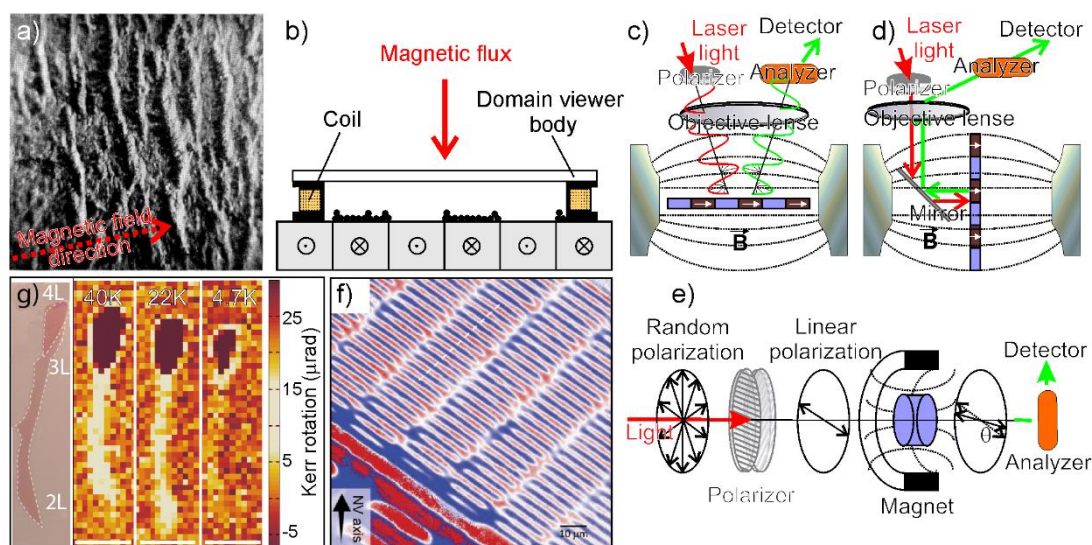 a)
Magnetic field
direction
b)
Magnetic flux
Coil
Domain viewer
body
c)
Laser
light
Detector
Polarizer
Analyzer
Objective lense
B
d)
Laser
light
Detector
Polarizer
Analyzer
Objective lense
Mirror
B
g)
4L
3L
2L
40K
22K
4.7K
25
15
5
-5
Kerr rotation (μrad)
f)
NV axis
10 μm
e)
Random
polarization
Linear
polarization
Detector
Light
θ
Polarizer
Magnet
Analyzer